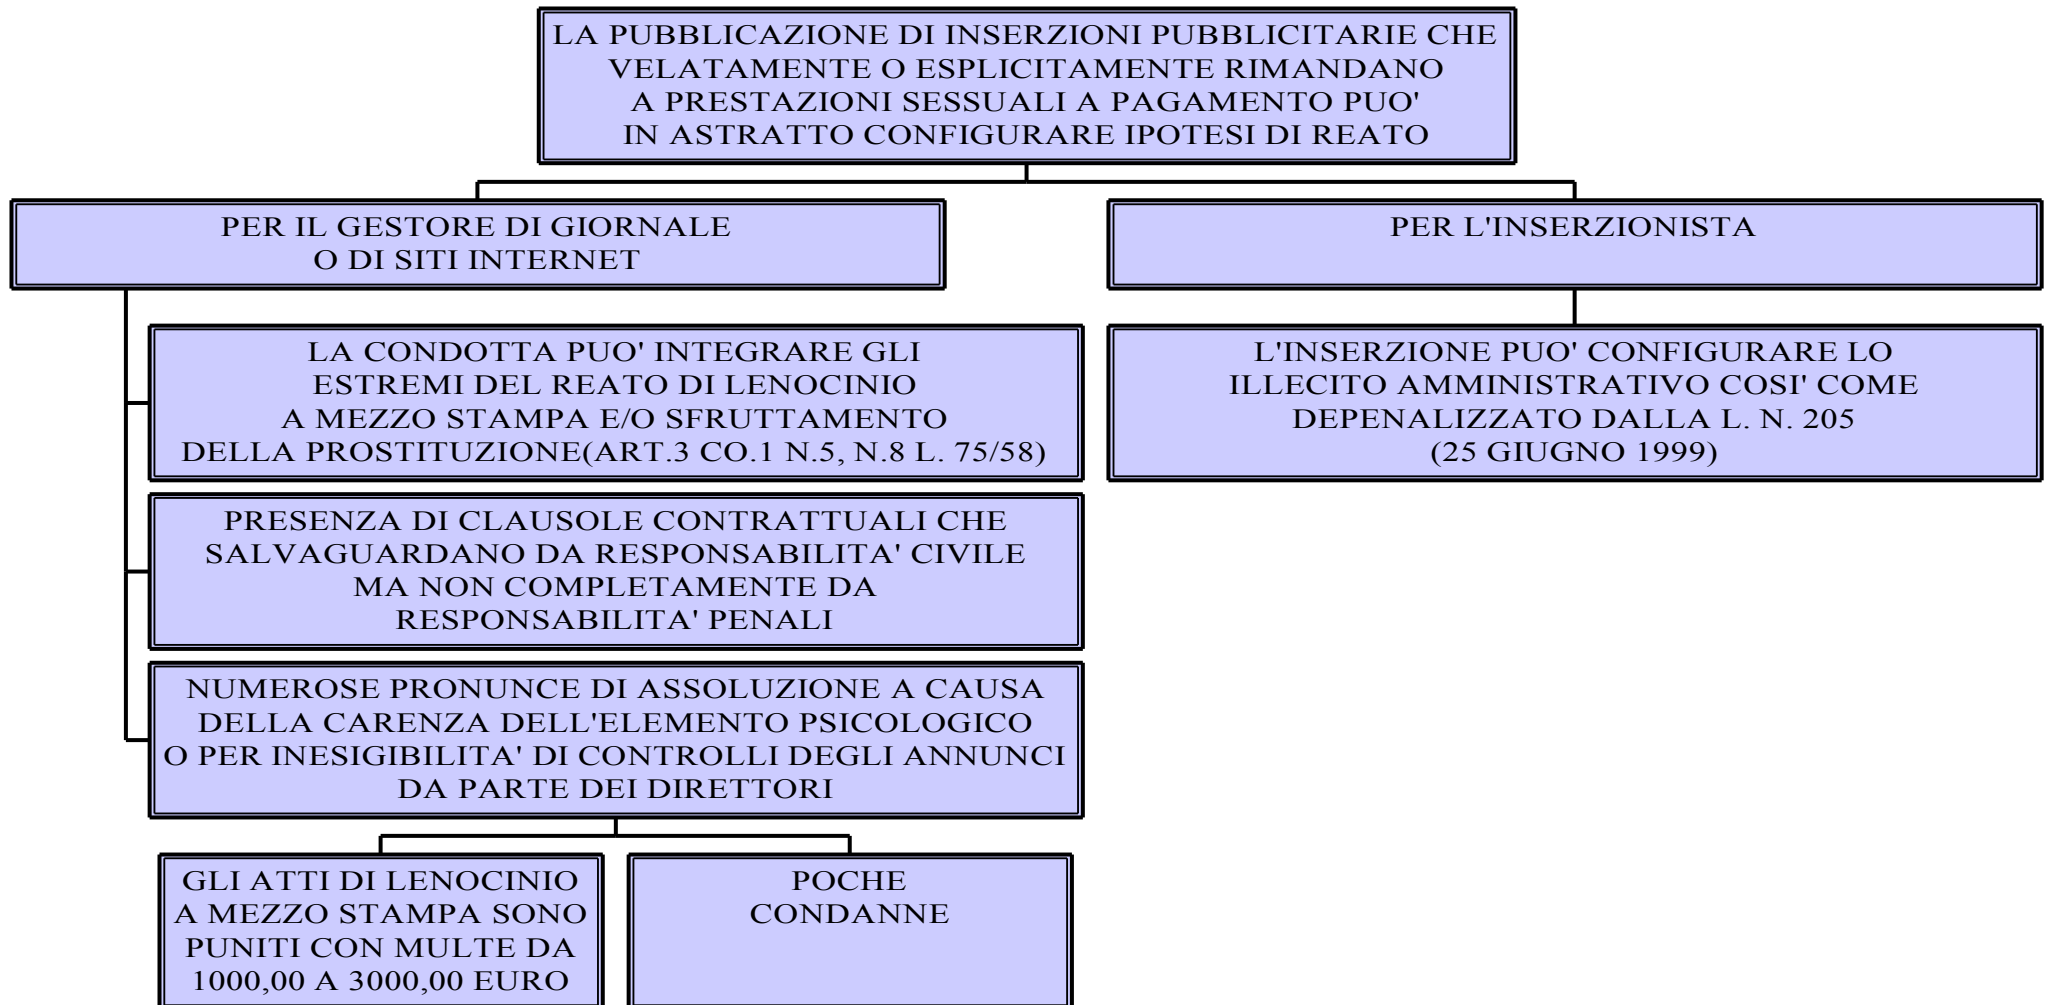 LA PUBBLICAZIONE DI INSERZIONI PUBBLICITARIE CHE
VELATAMENTE O ESPLICITAMENTE RIMANDANO
A PRESTAZIONI SESSUALI A PAGAMENTO PUO'
IN ASTRATTO CONFIGURARE IPOTESI DI REATO
PER IL GESTORE DI GIORNALE
O DI SITI INTERNET
PER L'INSERZIONISTA
LA CONDOTTA PUO' INTEGRARE GLI
ESTREMI DEL REATO DI LENOCINIO
A MEZZO STAMPA E/O SFRUTTAMENTO
DELLA PROSTITUZIONE(ART.3 CO.1 N.5, N.8 L. 75/58)
L'INSERZIONE PUO' CONFIGURARE LO
ILLECITO AMMINISTRATIVO COSI' COME
DEPENALIZZATO DALLA L. N. 205
(25 GIUGNO 1999)
PRESENZA DI CLAUSOLE CONTRATTUALI CHE
SALVAGUARDANO DA RESPONSABILITA' CIVILE
MA NON COMPLETAMENTE DA
RESPONSABILITA' PENALI
NUMEROSE PRONUNCE DI ASSOLUZIONE A CAUSA
DELLA CARENZA DELL'ELEMENTO PSICOLOGICO
O PER INESIGIBILITA' DI CONTROLLI DEGLI ANNUNCI
DA PARTE DEI DIRETTORI
GLI ATTI DI LENOCINIO
A MEZZO STAMPA SONO
PUNITI CON MULTE DA
1000,00 A 3000,00 EURO
POCHE
CONDANNE